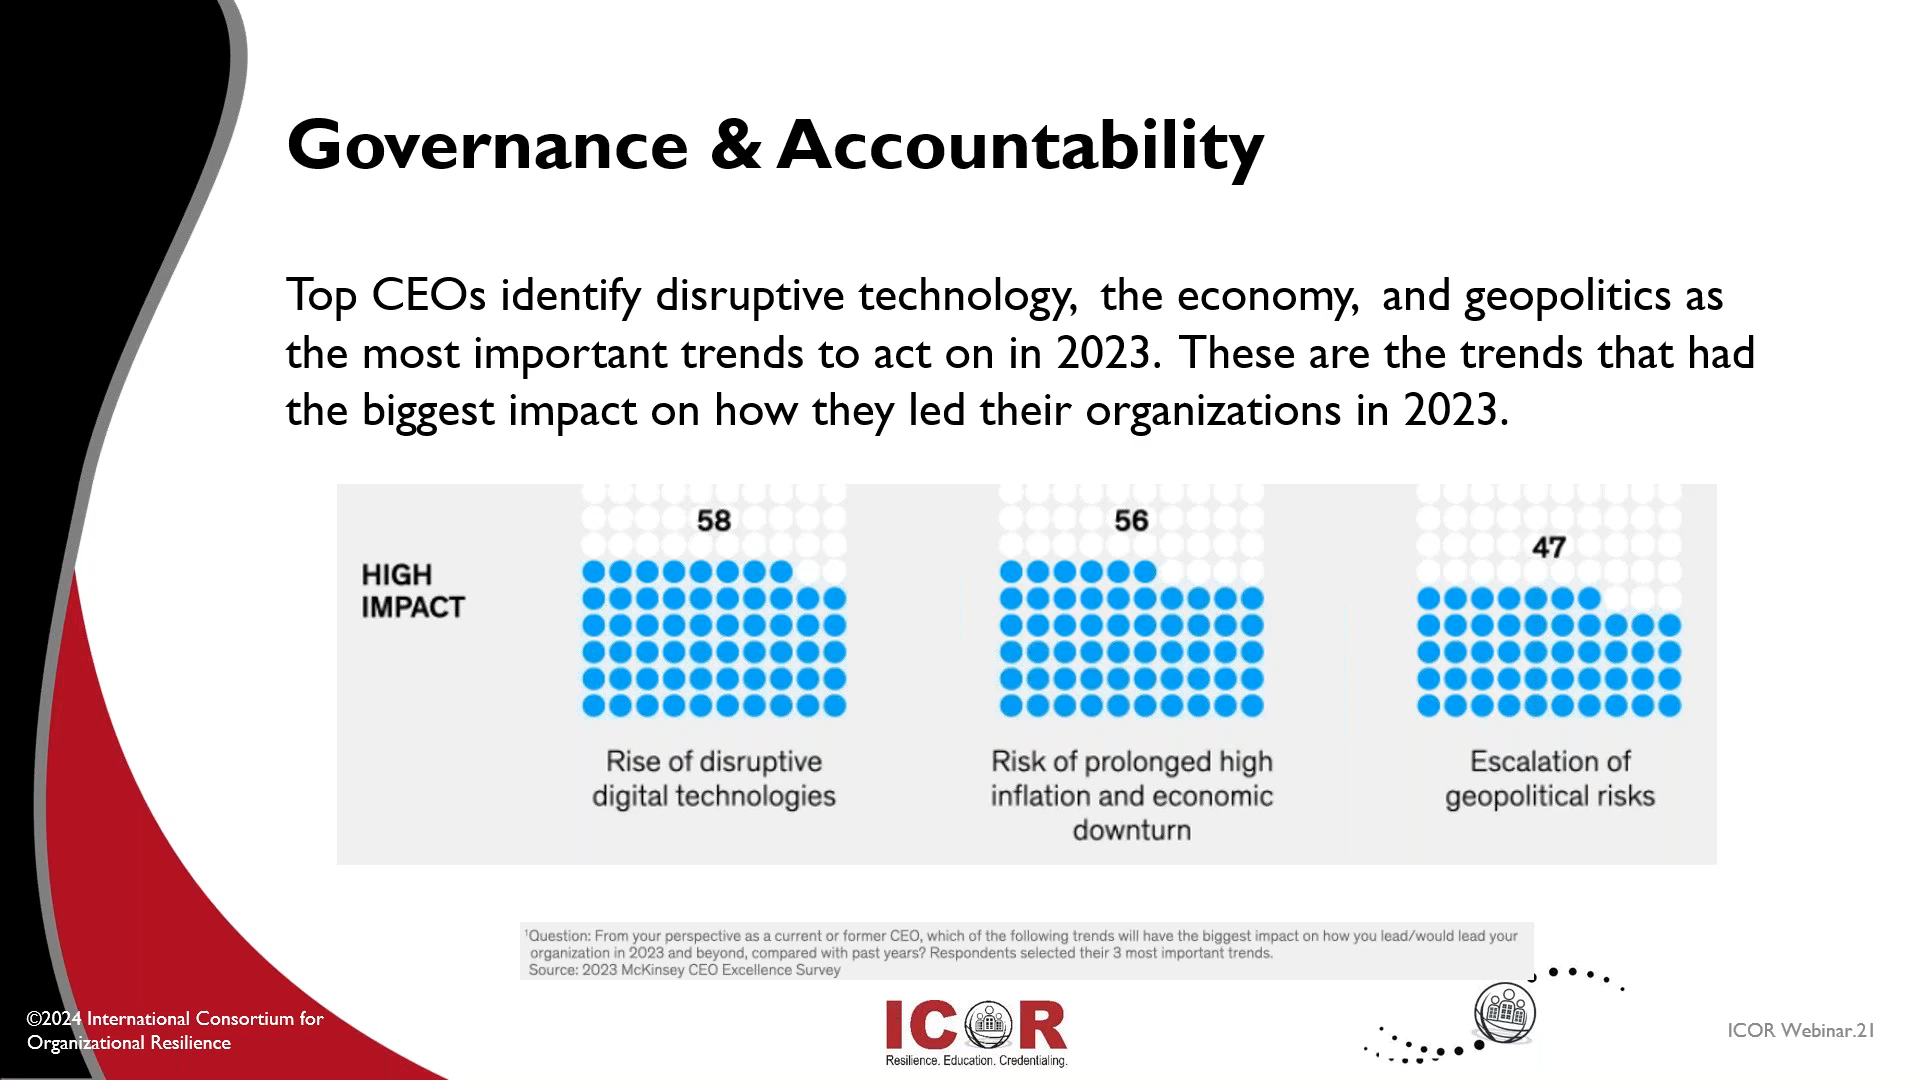 Governance & Accountability
Top CEOs identify disruptive technology,  the economy,  and geopolitics as
the most important trends to act on in 2023.  These are the trends that had
the biggest impact on how they led their organizations in 2023.
HIGH
IMPACT
58
56
47
Rise of disruptive
digital technologies
Risk of prolonged high
inflation and economic
downturn
Escalation of
geopolitical risks
¹Question: From your perspective as a current or former CEO, which of the following trends will have the biggest impact on how you lead/would lead your
organization in 2023 and beyond, compared with past years? Respondents selected their 3 most important trends.
Source: 2023 McKinsey CEO Excellence Survey
©2024 International Consortium for
Organizational Resilience
ICOR
Resilience. Education. Credentialing.
ICOR Webinar.21